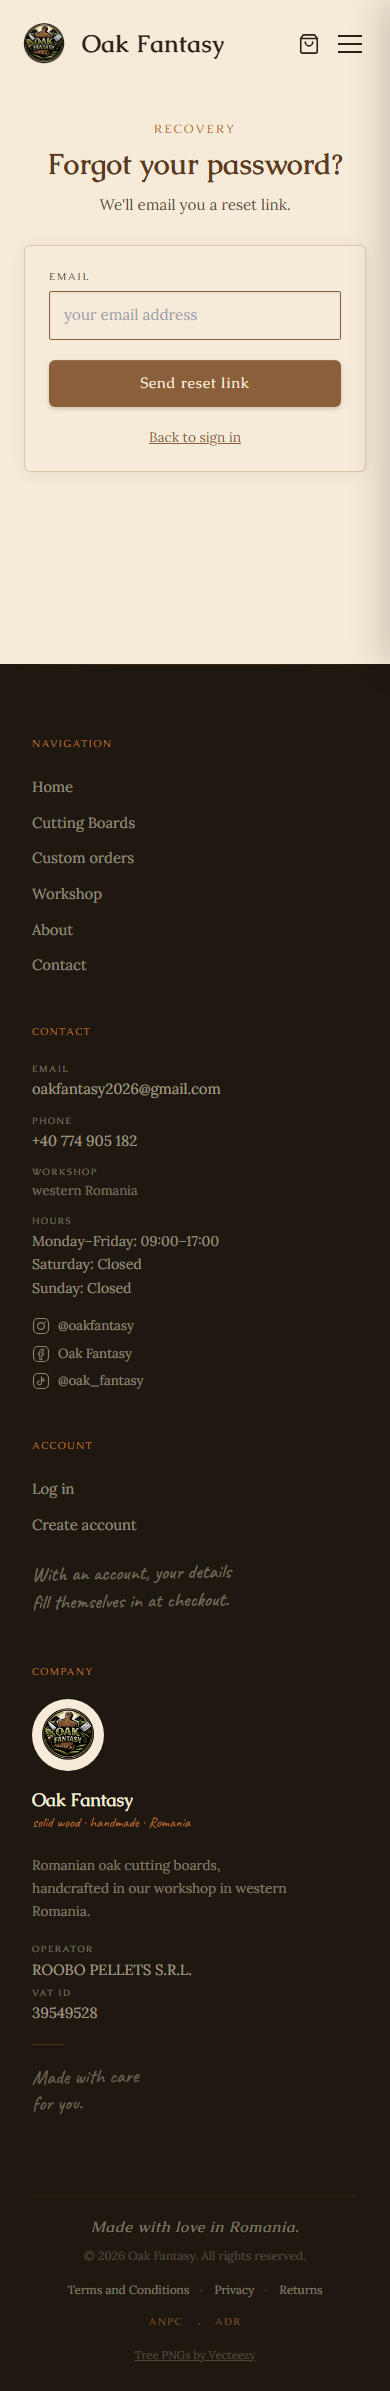 OAK
FANTASY
Oak Fantasy
RECOVERY
Forgot your password?
We'll email you a reset link.
EMAIL
your email address
Send reset link
Back to sign in
NAVIGATION
Home
Cutting Boards
Custom orders
Workshop
About
Contact
CONTACT
EMAIL
oakfantasy2026@gmail.com
PHONE
+40 774 905 182
WORKSHOP
western Romania
HOURS
Monday–Friday: 09:00–17:00
Saturday: Closed
Sunday: Closed
@oakfantasy
Oak Fantasy
@oak_fantasy
ACCOUNT
Log in
Create account
With an account, your details
fill themselves in at checkout.
COMPANY
OAK
FANTASY
Oak Fantasy
solid wood · handmade · Romania
Romanian oak cutting boards,
handcrafted in our workshop in western
Romania.
OPERATOR
ROOBO PELLETS S.R.L.
VAT ID
39549528
Made with care
for you.
Made with love in Romania.
© 2026 Oak Fantasy. All rights reserved.
Terms and Conditions · Privacy · Returns
ANPC · ADR
Tree PNGs by Vecteezy